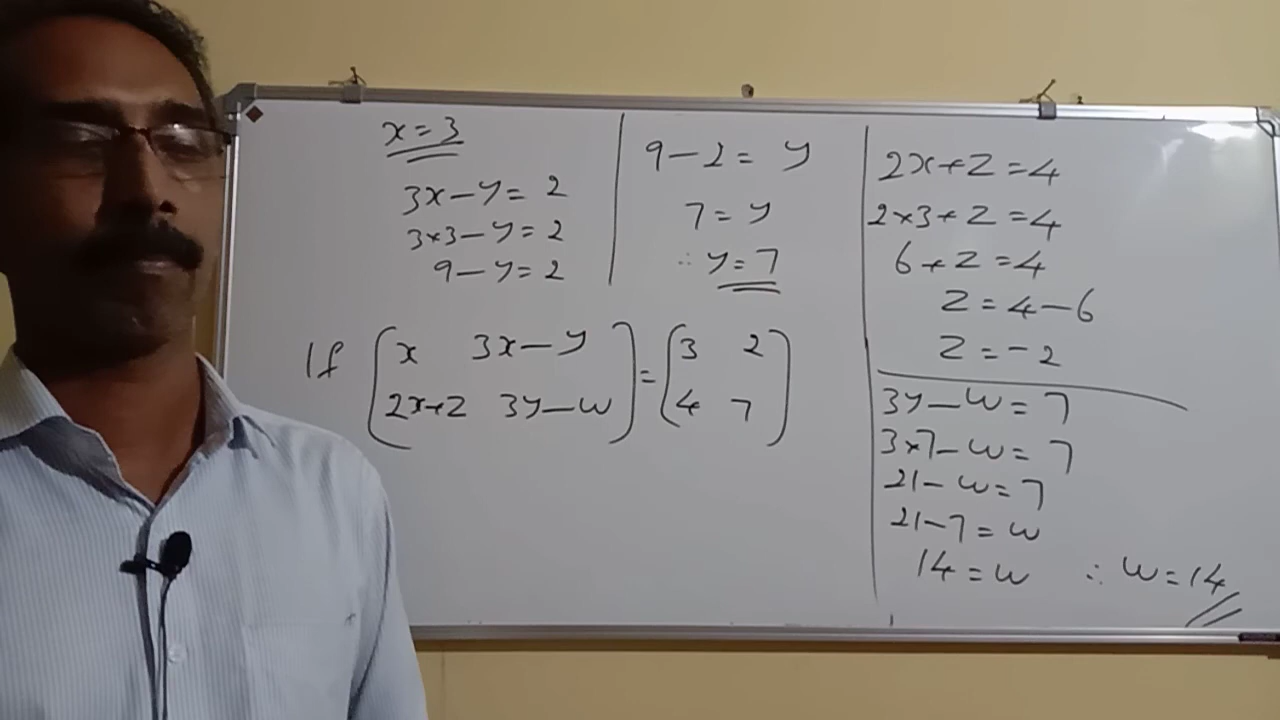 x = 3
3x - y = 2
3×3 - y = 2
9 - y = 2
9 - 2 = y
7 = y
∴ y = 7
2x + z = 4
2×3 + z = 4
6 + z = 4
z = 4 - 6
z = -2
If ( x 3x - y ) = ( 3 2 )
( 2x+z 3y - w ) ( 4 7 )
3y - w = 7
3×7 - w = 7
21 - w = 7
21 - 7 = w
14 = w ∴ w = 14